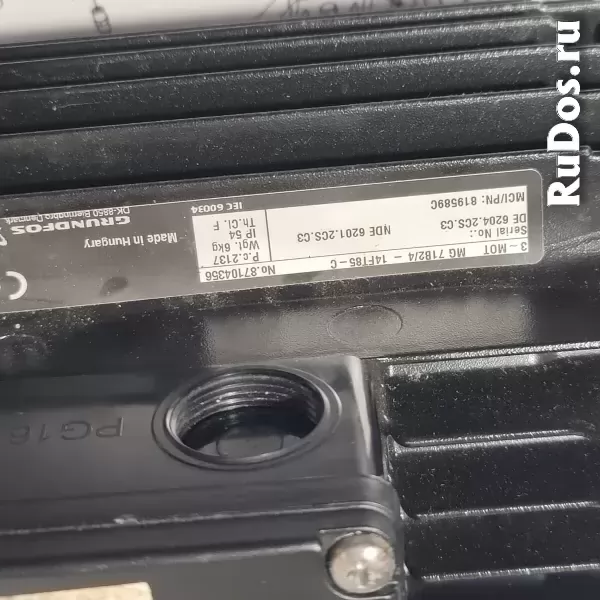 3~MOT MG 71B2/4 - 14FT85-C
No.87104356
Serial No.:
P.c.2137
DE 6204.2CS.C3
NDE 6201.2CS.C3
Wgt. 6kg
IP 54
Th.Cl. F
MCI/PN: 819589C
IEC 60034
Made in Hungary
GRUNDFOS
DK-8850 Bjerringbro Denmark
CE
PG16
RuDos.ru